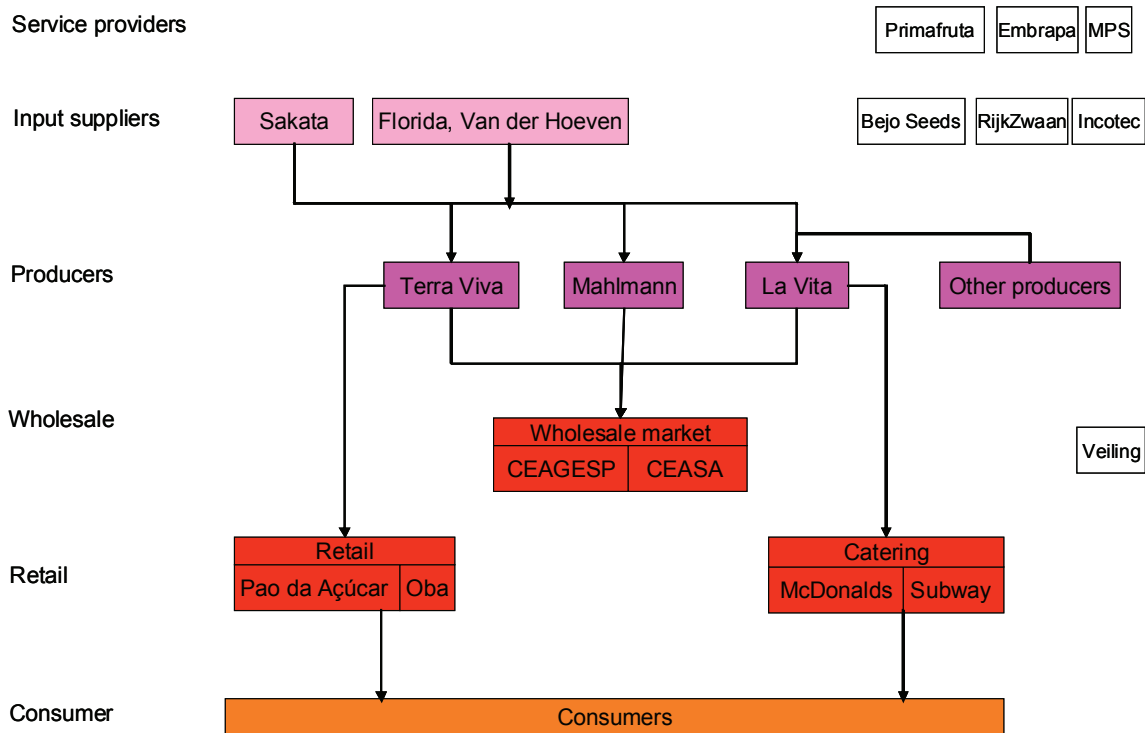 Service providers
Primafruta
Embrapa
MPS
Input suppliers
Sakata
Florida, Van der Hoeven
Bejo Seeds
RijkZwaan
Incotec
Producers
Terra Viva
Mahlmann
La Vita
Other producers
Wholesale
Wholesale market
CEAGESP
CEASA
Veiling
Retail
Retail
Pao da Açúcar
Oba
Catering
McDonalds
Subway
Consumer
Consumers